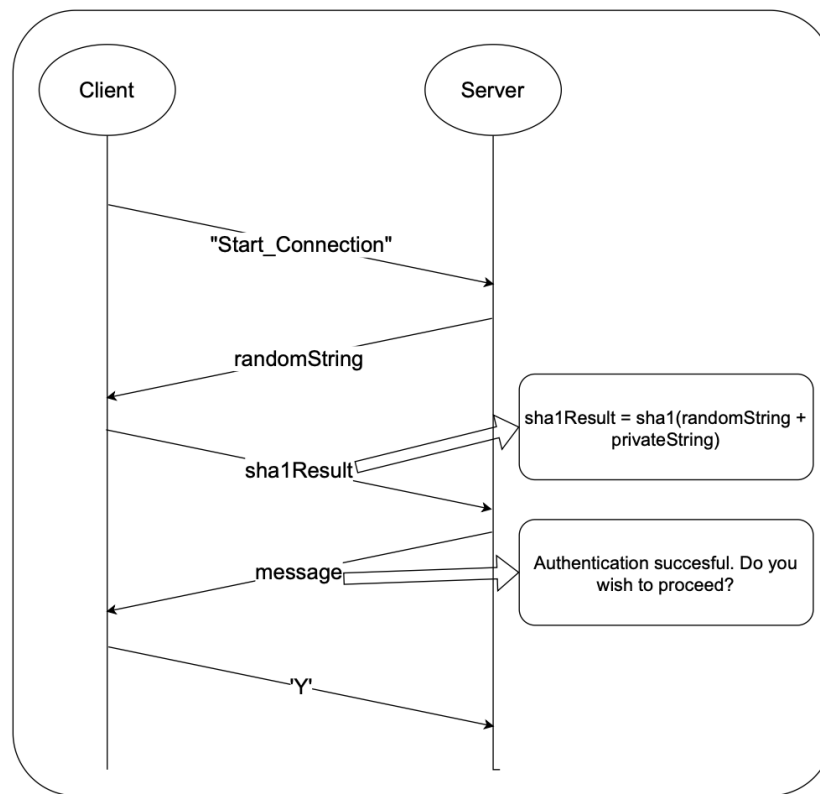 Client
Server
"Start_Connection"
randomString
sha1Result = sha1(randomString +
privateString)
sha1Result
Authentication succesful. Do you
wish to proceed?
message
'Y'